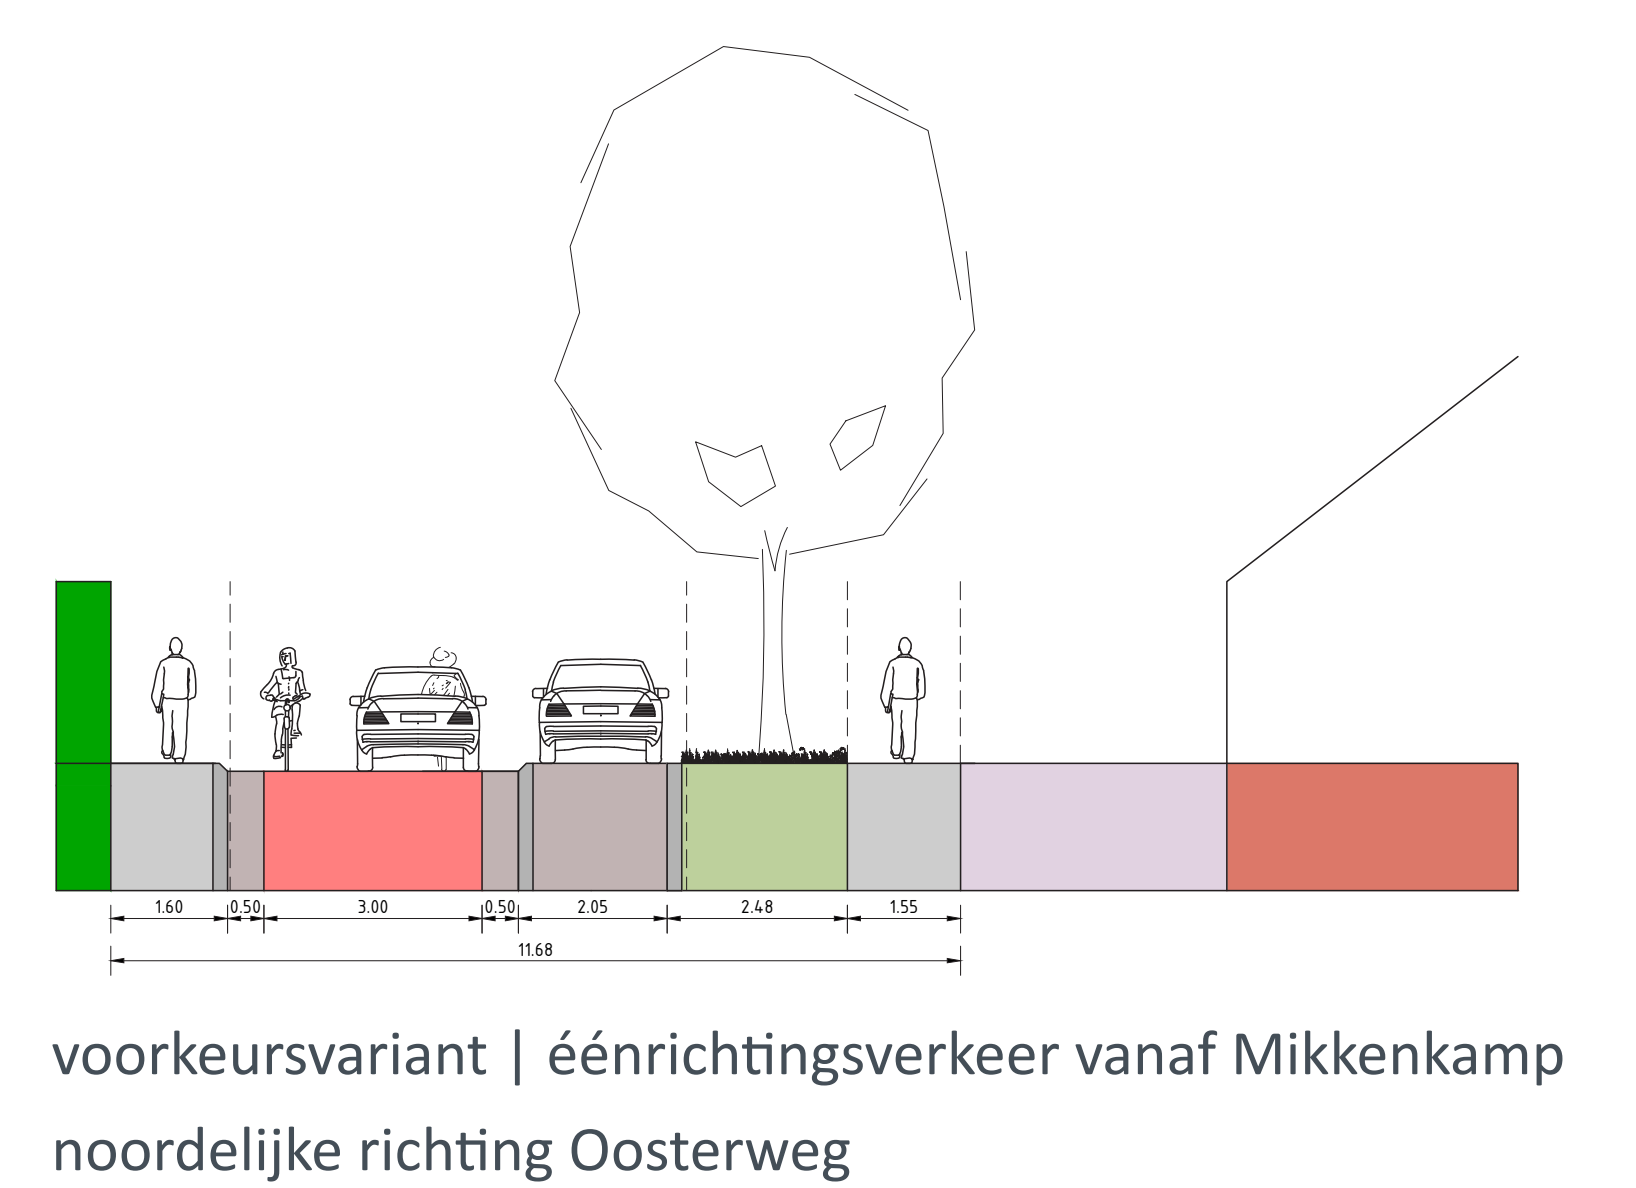 1.60 0.50 3.00 0.50 2.05 2.48 1.55
11.68
voorkeursvariant | éénrichtingsverkeer vanaf Mikkenkamp
noordelijke richting Oosterweg